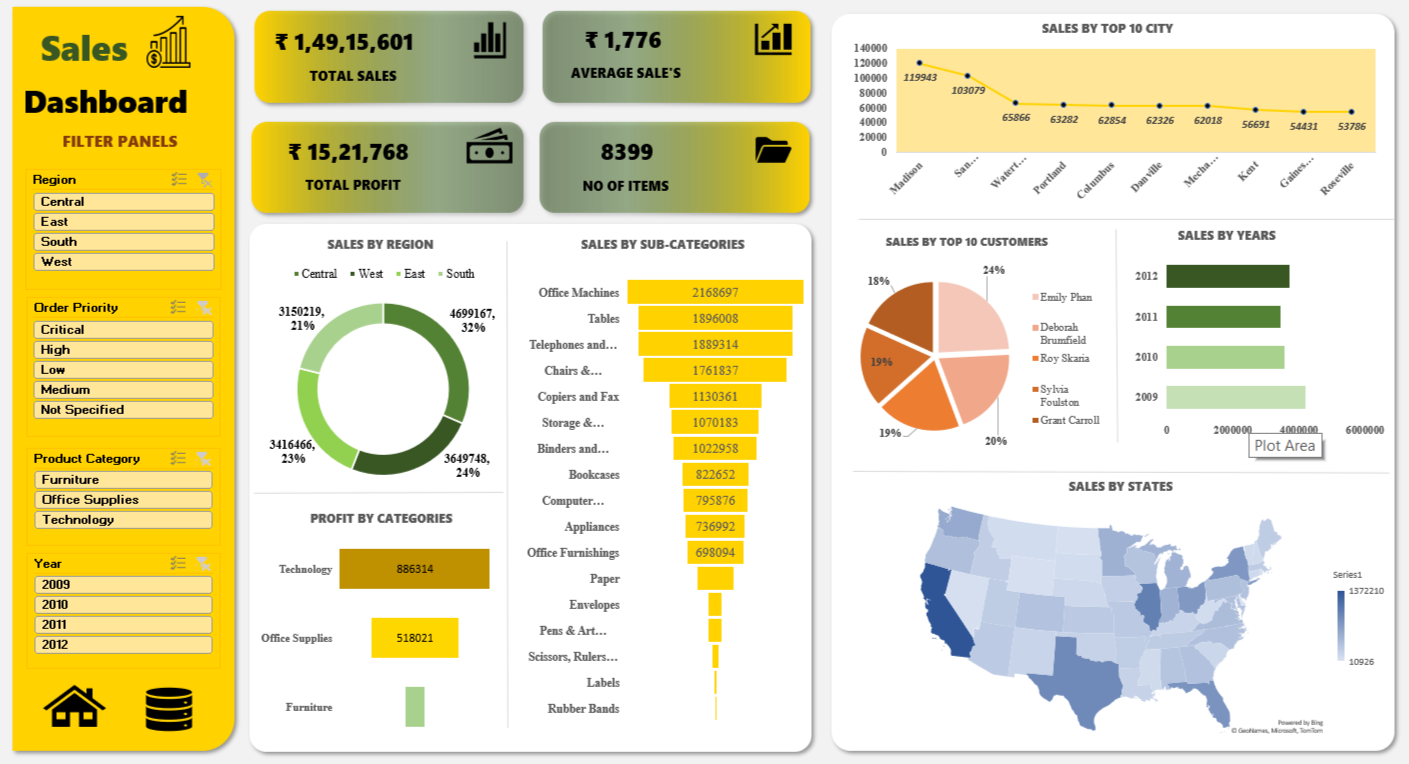 Sales
Dashboard
FILTER PANELS
Region
Central
East
South
West
Order Priority
Critical
High
Low
Medium
Not Specified
Product Category
Furniture
Office Supplies
Technology
Year
2009
2010
2011
2012
₹ 1,49,15,601
TOTAL SALES
₹ 1,776
AVERAGE SALE'S
₹ 15,21,768
TOTAL PROFIT
8399
NO OF ITEMS
SALES BY REGION
Central West East South
3150219,
21%
4699167,
32%
3416466,
23%
3649748,
24%
PROFIT BY CATEGORIES
Technology 886314
Office Supplies 518021
Furniture
SALES BY SUB-CATEGORIES
Office Machines 2168697
Tables 1896008
Telephones and... 1889314
Chairs &... 1761837
Copiers and Fax 1130361
Storage &... 1070183
Binders and... 1022958
Bookcases 822652
Computer... 795876
Appliances 736992
Office Furnishings 698094
Paper
Envelopes
Pens & Art...
Scissors, Rulers...
Labels
Rubber Bands
SALES BY TOP 10 CITY
140000
120000
100000
80000
60000
40000
20000
0
119943 103079 65866 63282 62854 62326 62018 56691 54431 53786
Madison San... Watert... Portland Columbus Danville Mecha... Kent Gaines... Roseville
SALES BY TOP 10 CUSTOMERS
24%
18%
19%
19%
20%
Emily Phan
Deborah
Brumfield
Roy Skaria
Sylvia
Foulston
Grant Carroll
SALES BY YEARS
2012
2011
2010
2009
0 2000000 4000000 6000000
Plot Area
SALES BY STATES
Series1
1372210
10926
Powered by Bing
© GeoNames, Microsoft, TomTom
$